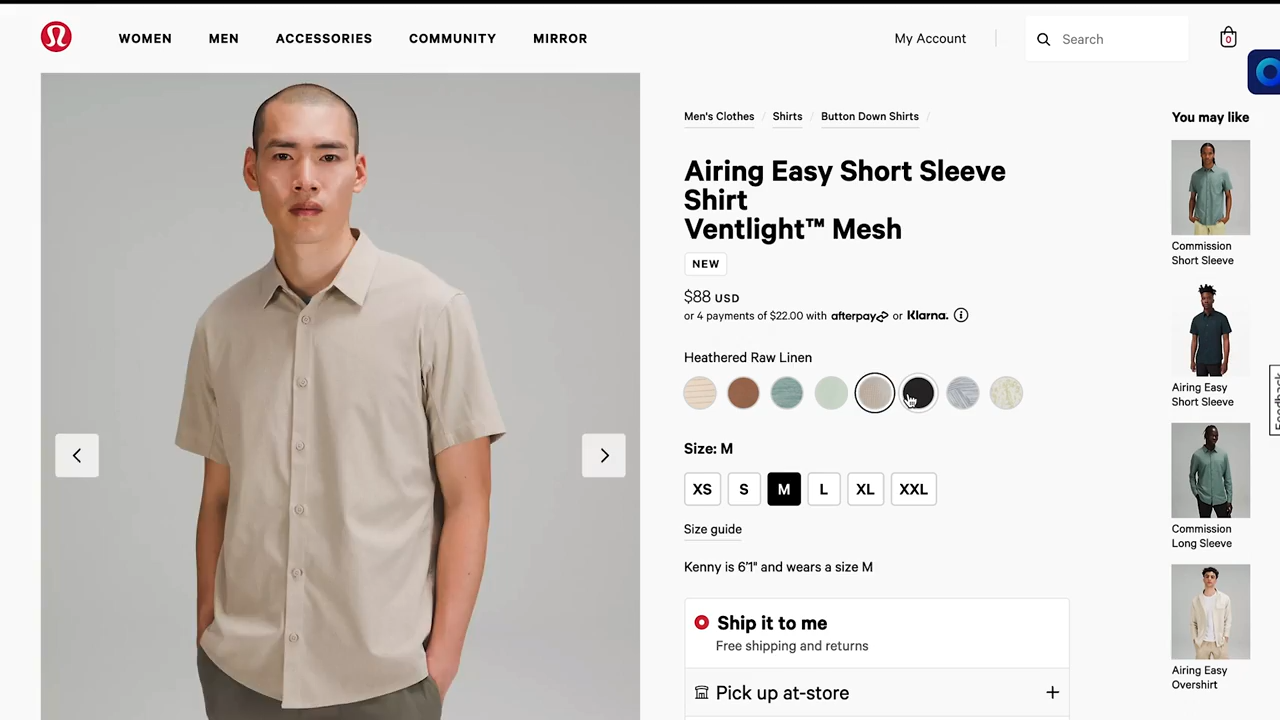 WOMEN
MEN
ACCESSORIES
COMMUNITY
MIRROR
My Account
Search
0
Men's Clothes / Shirts / Button Down Shirts /
Airing Easy Short Sleeve
Shirt
Ventlight™ Mesh
NEW
$88 USD
or 4 payments of $22.00 with afterpay or Klarna.
Heathered Raw Linen
Size: M
XS
S
M
L
XL
XXL
Size guide
Kenny is 6'1" and wears a size M
Ship it to me
Free shipping and returns
Pick up at-store
You may like
Commission
Short Sleeve
Airing Easy
Short Sleeve
Commission
Long Sleeve
Airing Easy
Overshirt
Feedback